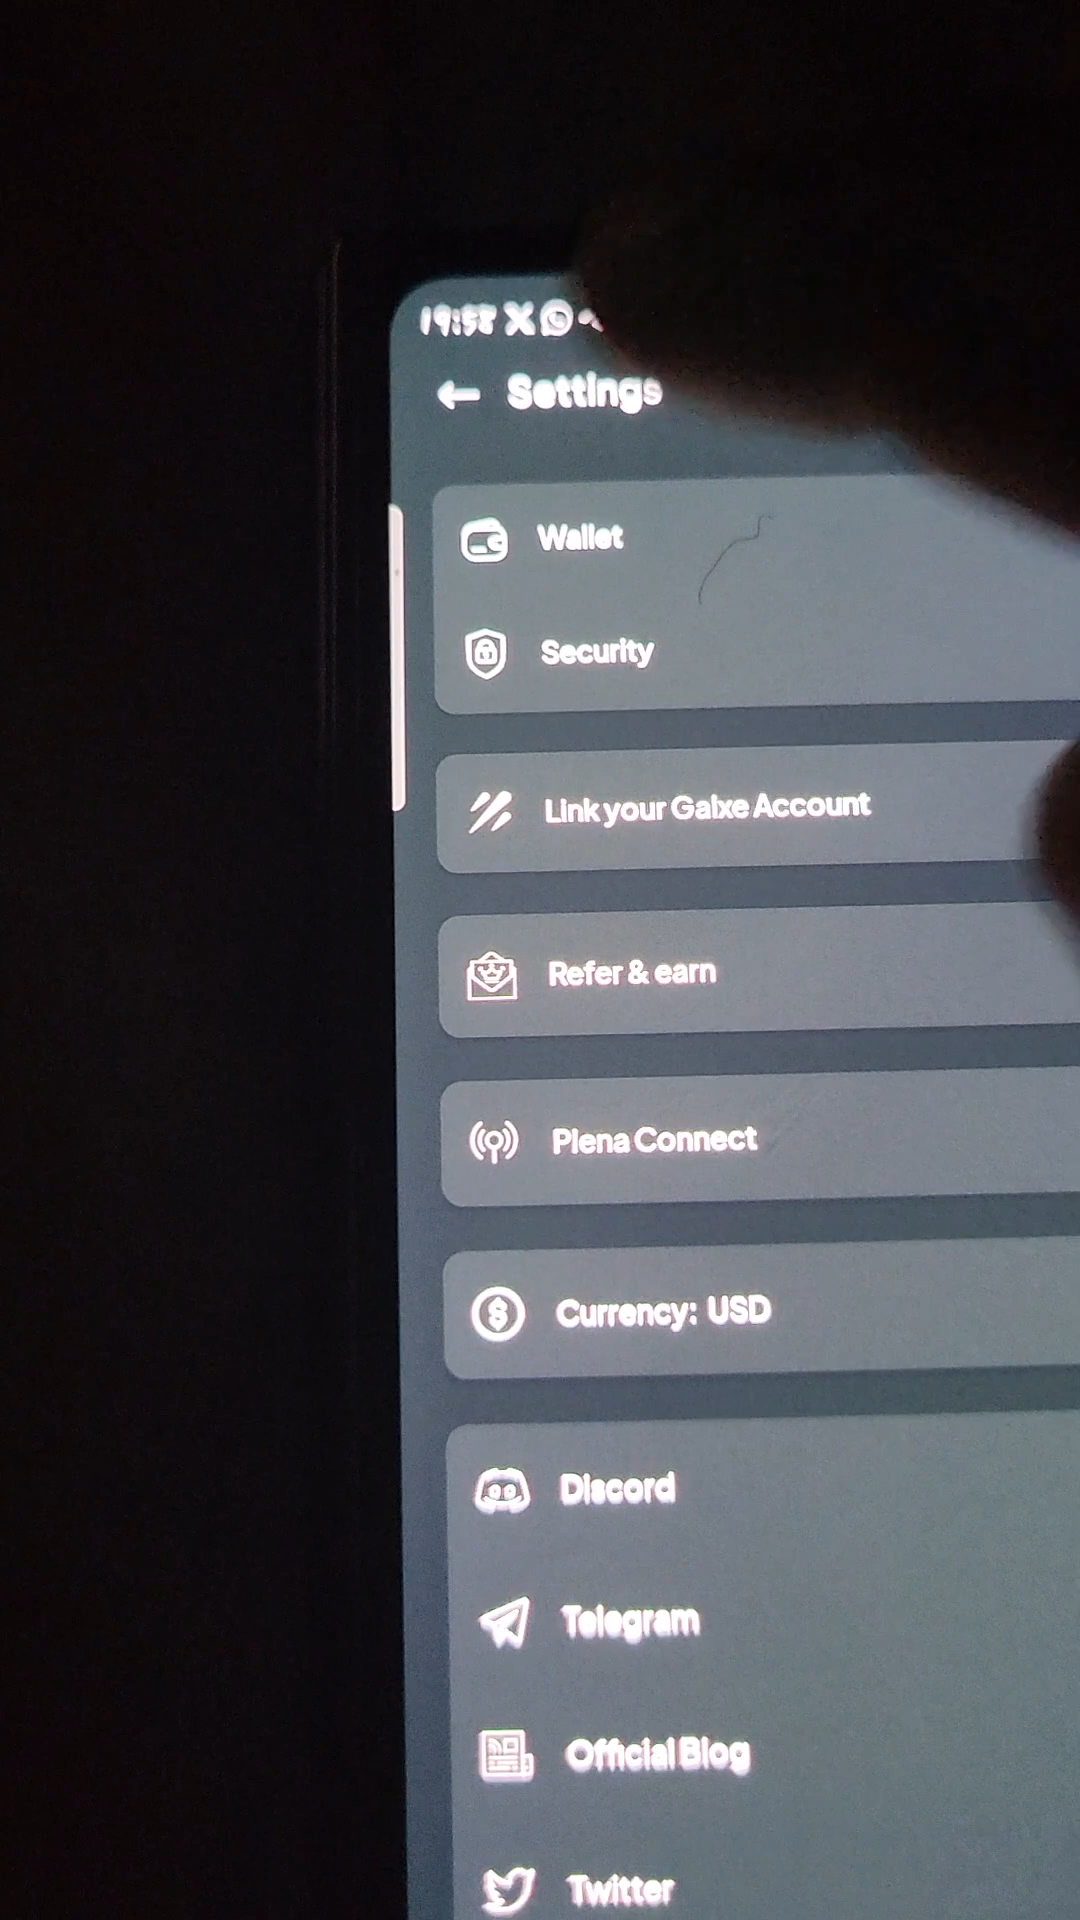 19:58
Settings
Wallet
Security
Link your Galxe Account
Refer & earn
Plena Connect
Currency: USD
Discord
Telegram
Official Blog
Twitter